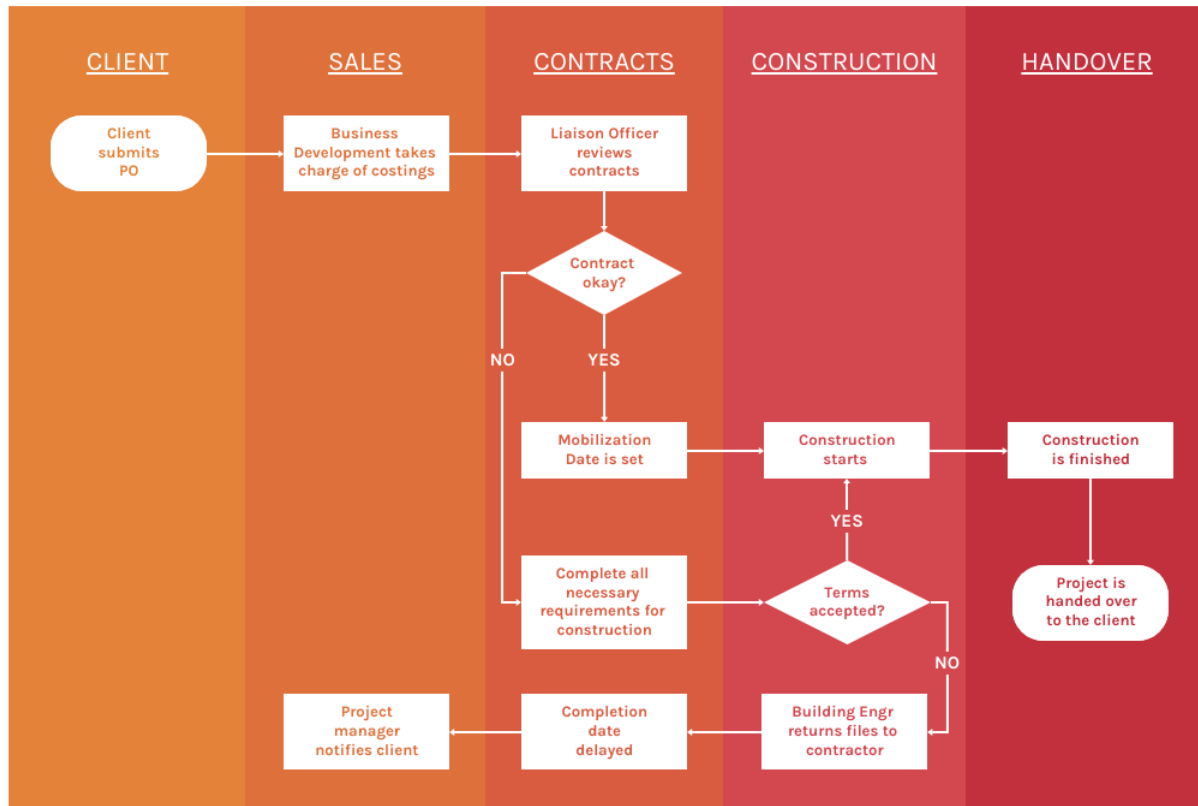 CLIENT
SALES
CONTRACTS
CONSTRUCTION
HANDOVER
Client
submits
PO
Business
Development takes
charge of costings
Liaison Officer
reviews
contracts
Contract
okay?
NO
YES
Mobilization
Date is set
Construction
starts
Construction
is finished
YES
Complete all
necessary
requirements for
construction
Terms
accepted?
Project is
handed over
to the client
NO
Project
manager
notifies client
Completion
date
delayed
Building Engr
returns files to
contractor